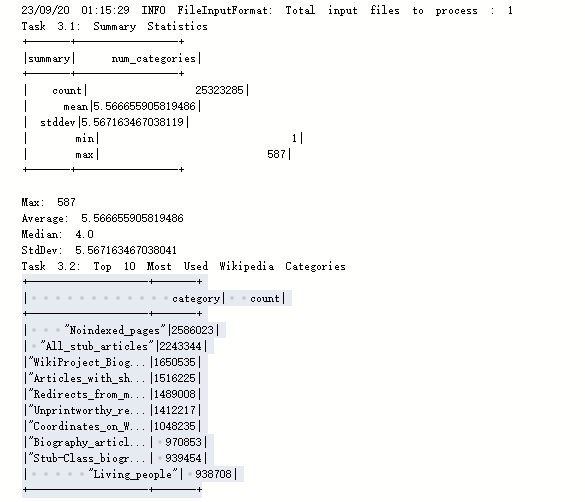 23/09/20 01:15:29 INFO FileInputFormat: Total input files to process : 1
Task 3.1: Summary Statistics
+-------+-----------------+
|summary| num_categories|
+-------+-----------------+
| count| 25323285|
| mean|5.566655905819486|
| stddev|5.567163467038119|
| min| 1|
| max| 587|
+-------+-----------------+
Max: 587
Average: 5.566655905819486
Median: 4.0
StdDev: 5.567163467038041
Task 3.2: Top 10 Most Used Wikipedia Categories
+--------------------+-------+
| category| count|
+--------------------+-------+
| "Noindexed_pages"|2586023|
| "All_stub_articles"|2243344|
|"WikiProject_Biog...|1650535|
|"Articles_with_sh...|1516225|
|"Redirects_from_m...|1489008|
|"Unprintworthy_re...|1412217|
|"Coordinates_on_W...|1048235|
|"Biography_articl...| 970853|
|"Stub-Class_biogr...| 939454|
| "Living_people"| 938708|
+--------------------+-------+